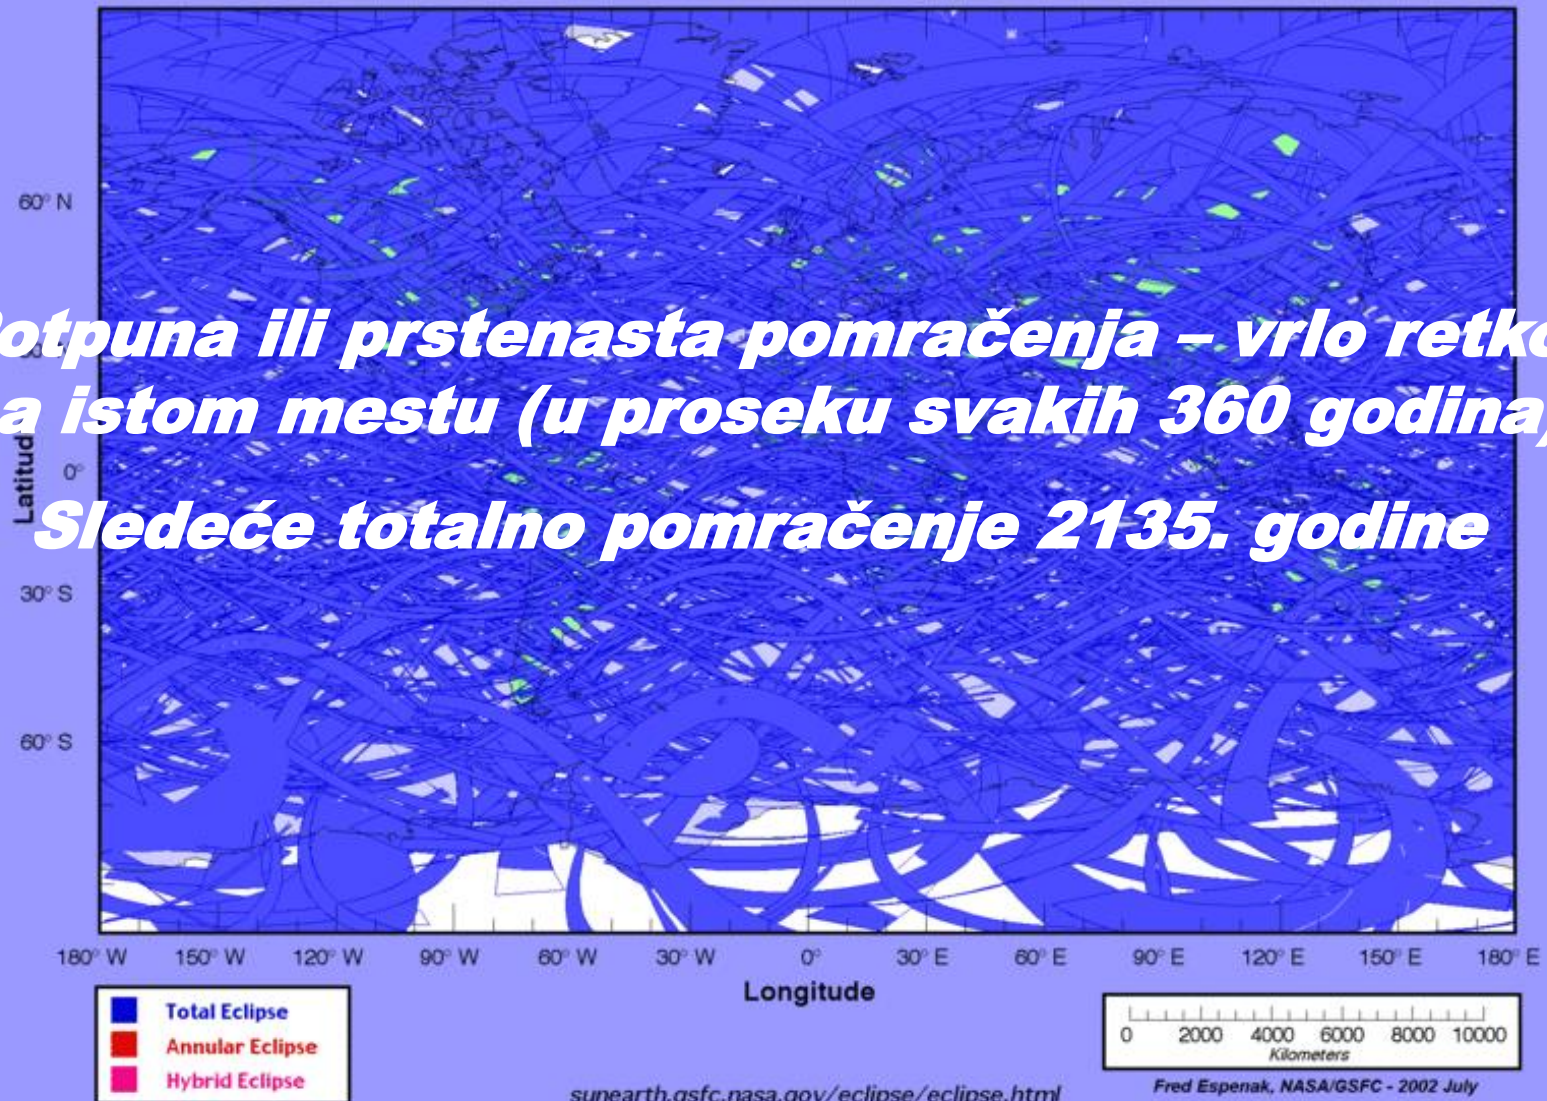 60° N
otpuna ili prstenasta pomračenja – vrlo retko
a istom mestu (u proseku svakih 360 godina)
Latitud
0°
Sledeće totalno pomračenje 2135. godine
30° S
60° S
180° W 150° W 120° W 90° W 60° W 30° W 0° 30° E 60° E 90° E 120° E 150° E 180° E
Longitude
Total Eclipse
Annular Eclipse
Hybrid Eclipse
0 2000 4000 6000 8000 10000
Kilometers
sunearth.gsfc.nasa.gov/eclipse/eclipse.html
Fred Espenak, NASA/GSFC - 2002 July